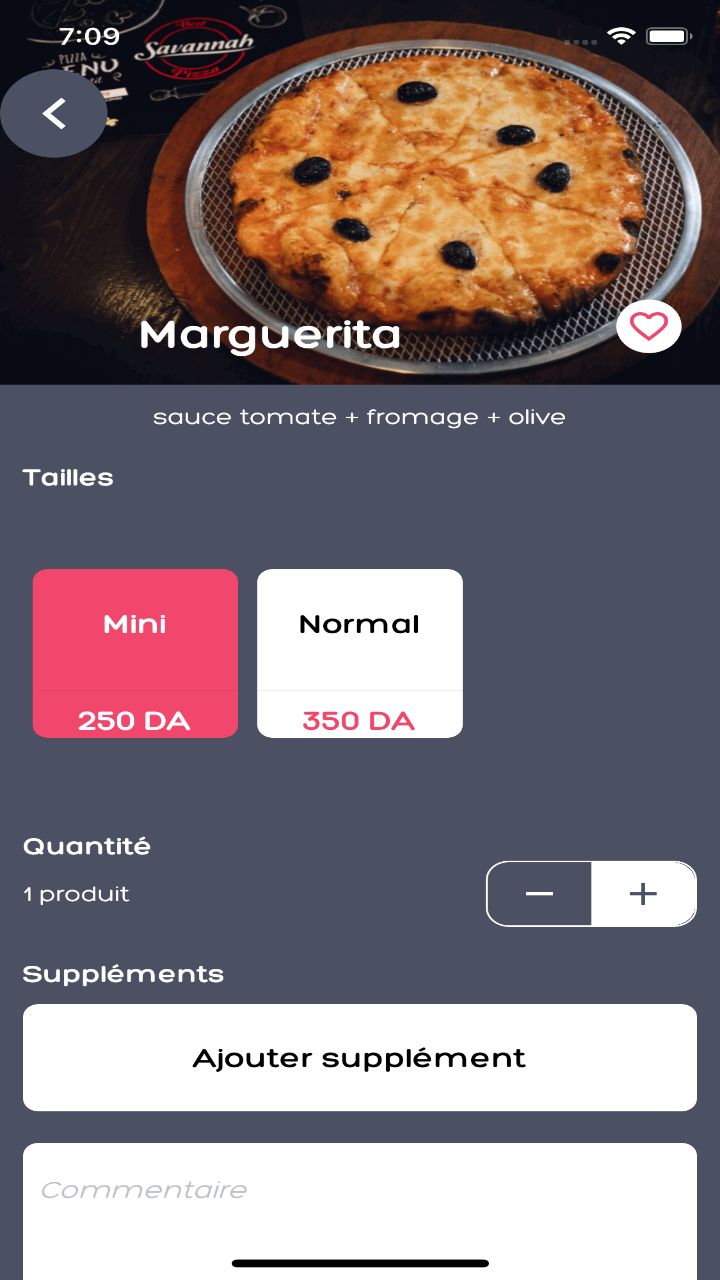 7:09
Best
Savannah
Pizza
PIZZA
MENU
Marguerita
sauce tomate + fromage + olive
Tailles
Mini
Normal
250 DA
350 DA
Quantité
1 produit
Suppléments
Ajouter supplément
Commentaire